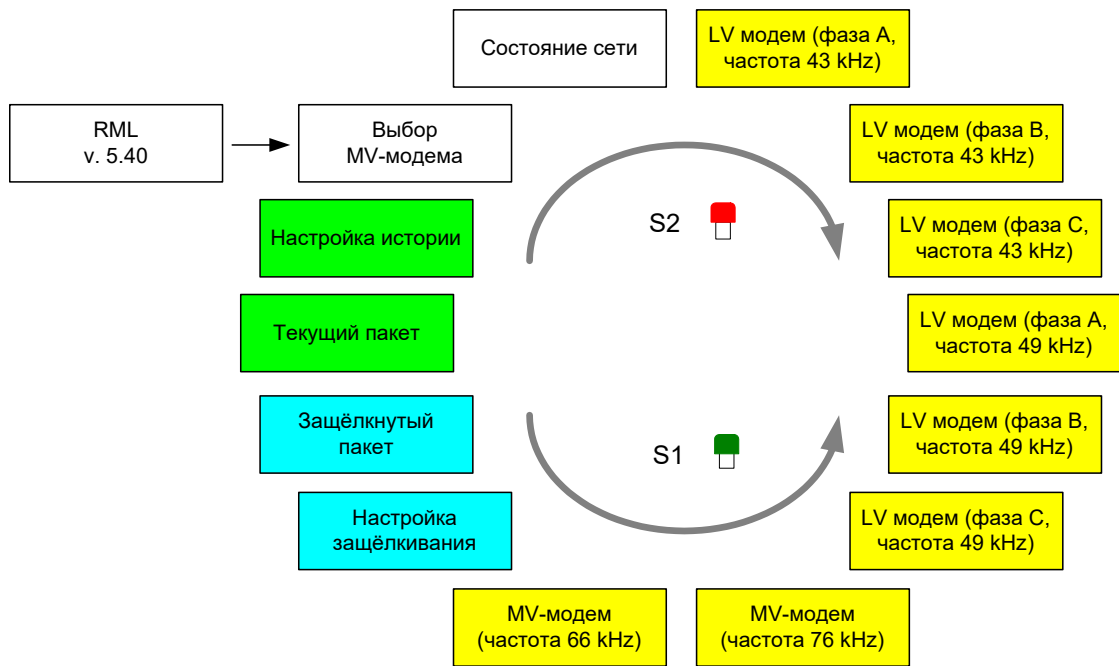 Состояние сети
LV модем (фаза A,
частота 43 kHz)
RML
v. 5.40
Выбор
MV-модема
LV модем (фаза B,
частота 43 kHz)
Настройка истории
S2
LV модем (фаза C,
частота 43 kHz)
Текущий пакет
LV модем (фаза A,
частота 49 kHz)
Защёлкнутый
пакет
S1
LV модем (фаза B,
частота 49 kHz)
Настройка
защёлкивания
LV модем (фаза C,
частота 49 kHz)
MV-модем
(частота 66 kHz)
MV-модем
(частота 76 kHz)